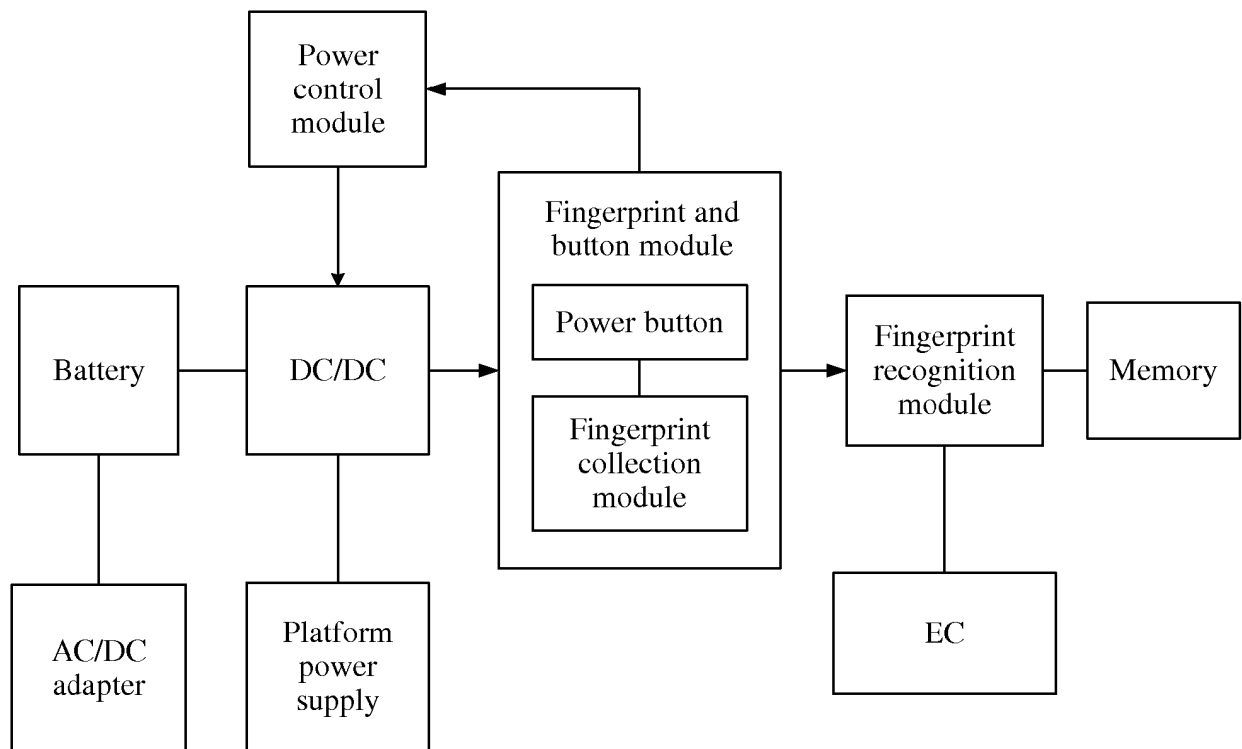 Power
control
module
Fingerprint and
button module
Power button
Fingerprint
collection
module
Battery
DC/DC
Fingerprint
recognition
module
Memory
AC/DC
adapter
Platform
power
supply
EC